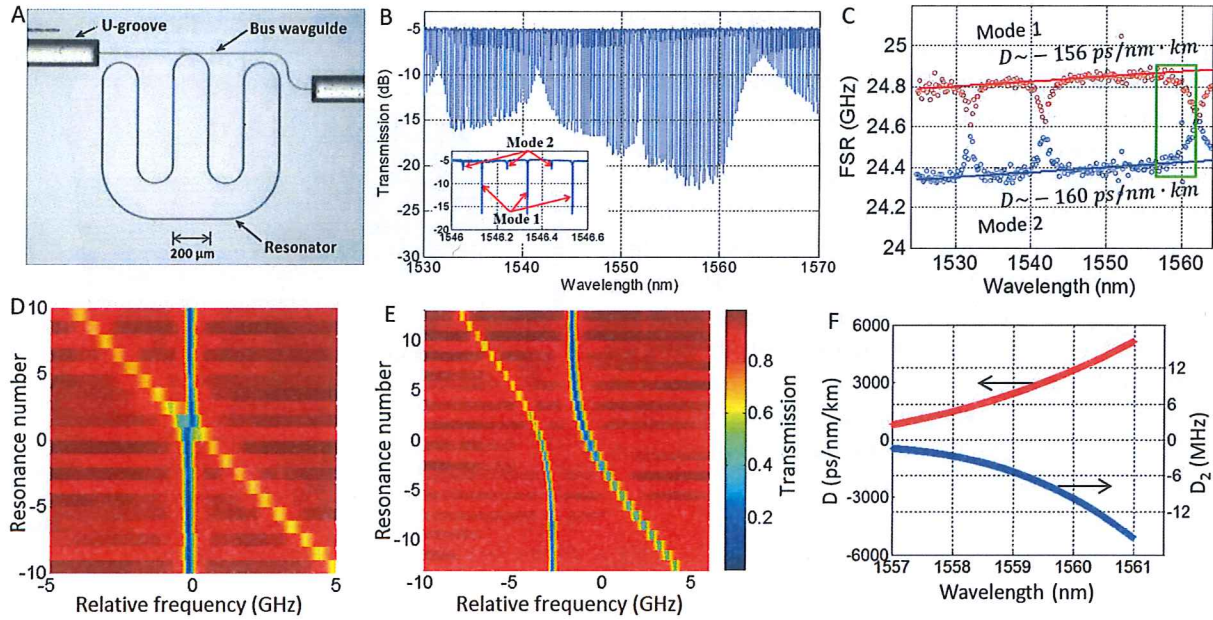 A
U-groove
Bus wavguide
Resonator
200 μm
B
Transmission (dB)
-5
-10
-15
-20
-25
-30
1530
1540
1550
1560
1570
Wavelength (nm)
Mode 2
Mode 1
-5
-10
-15
-20
1546
1546.2
1546.4
1546.6
C
Mode 1
D~ − 156 ps/nm · km
D~ − 160 ps/nm · km
Mode 2
FSR (GHz)
25
24.8
24.6
24.4
24.2
24
1530
1540
1550
1560
Wavelength (nm)
D
Resonance number
10
5
0
-5
-10
-5
0
5
Relative frequency (GHz)
E
Resonance number
10
5
0
-5
-10
-10
-5
0
5
Relative frequency (GHz)
Transmission
0.8
0.6
0.4
0.2
F
D (ps/nm/km)
6000
3000
0
-3000
-6000
D2 (MHz)
12
6
0
-6
-12
1557
1558
1559
1560
1561
Wavelength (nm)